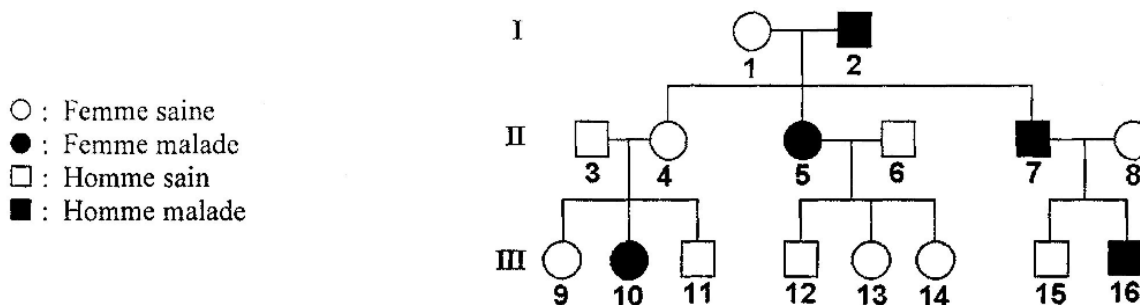 I
1 2
○ : Femme saine
● : Femme malade
□ : Homme sain
■ : Homme malade
II
3 4 5 6 7 8
III
9 10 11 12 13 14 15 16